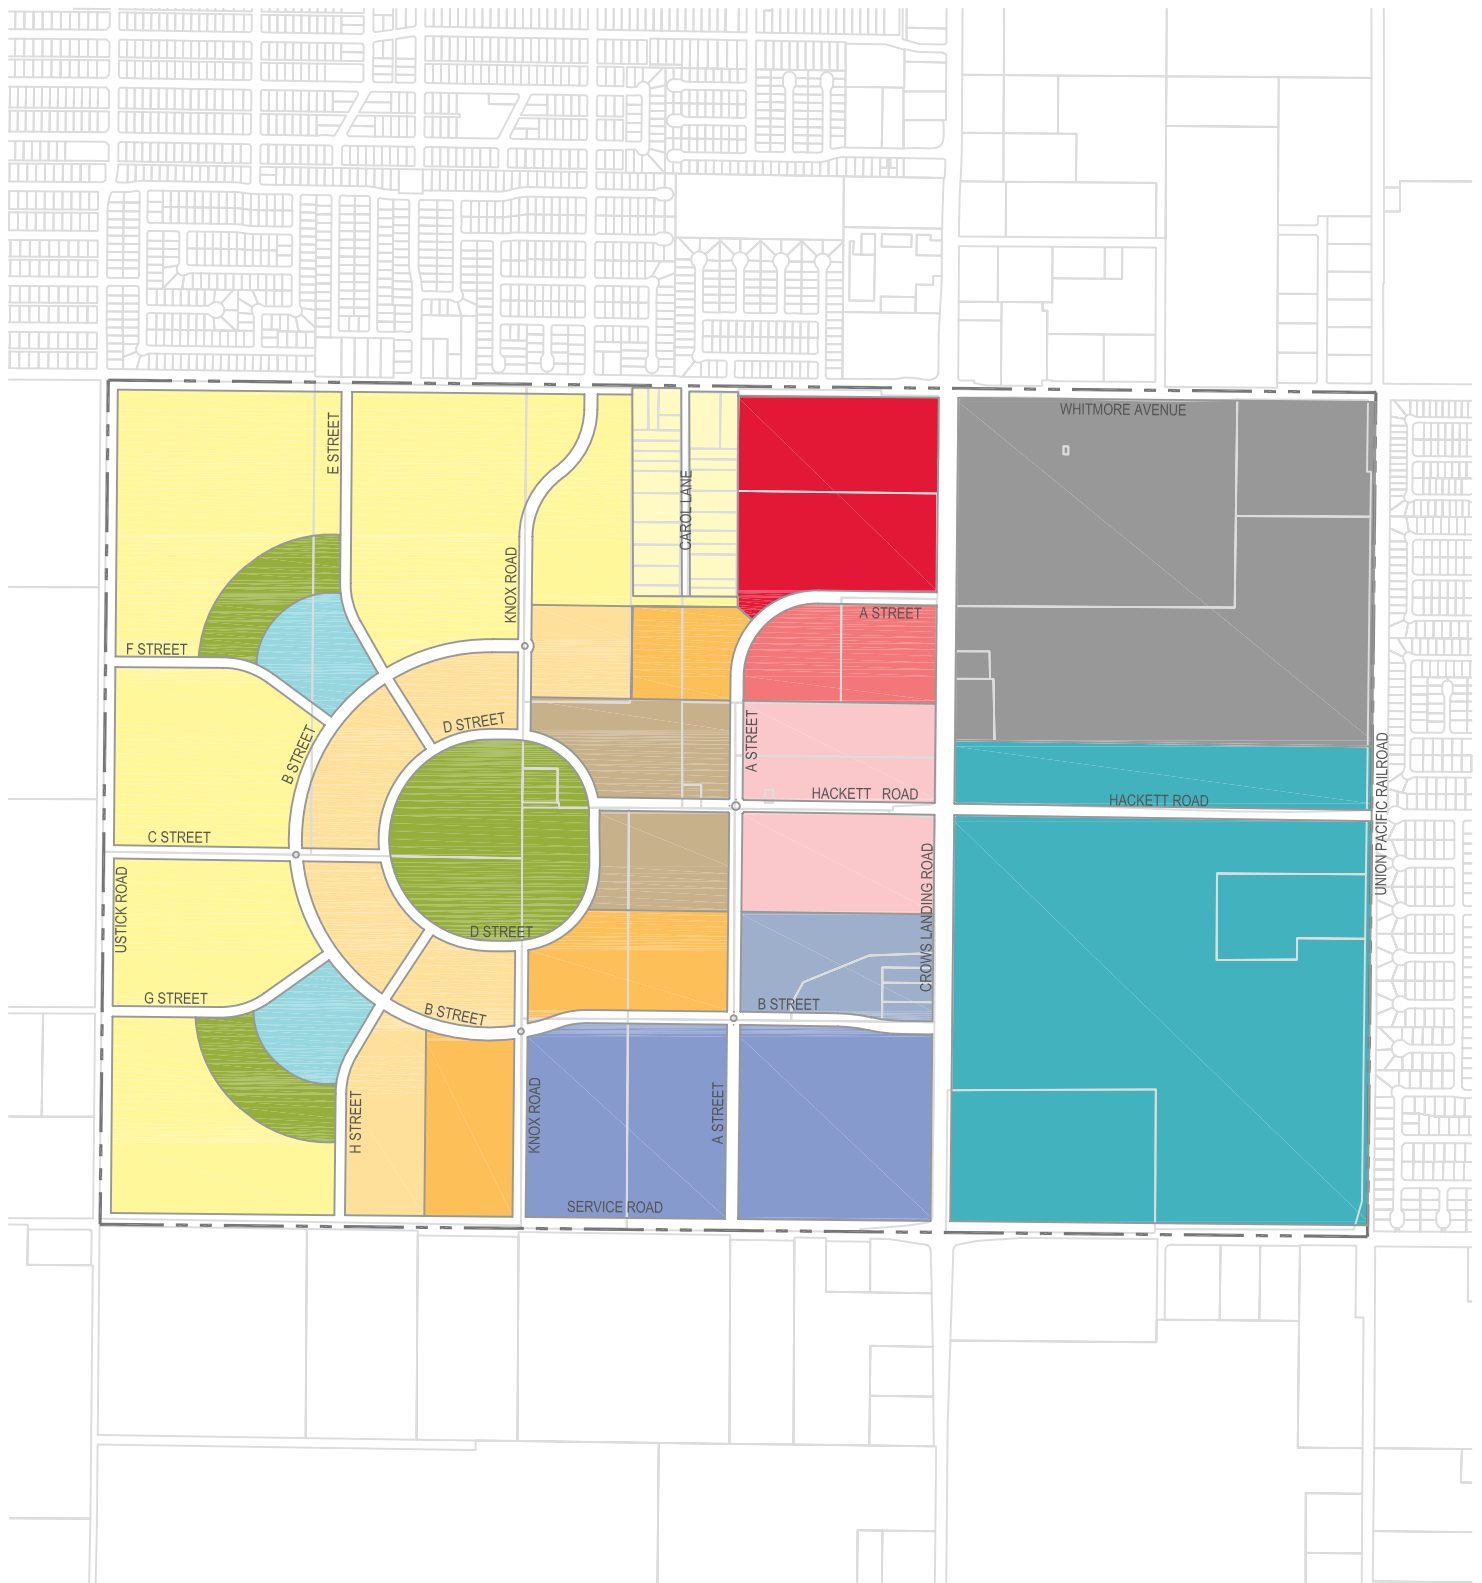 WHITMORE AVENUE
E STREET
CAROL LANE
KNOX ROAD
A STREET
F STREET
D STREET
B STREET
A STREET
UNION PACIFIC RAILROAD
HACKETT ROAD
HACKETT ROAD
C STREET
USTICK ROAD
CROWS LANDING ROAD
D STREET
G STREET
B STREET
B STREET
H STREET
KNOX ROAD
A STREET
SERVICE ROAD